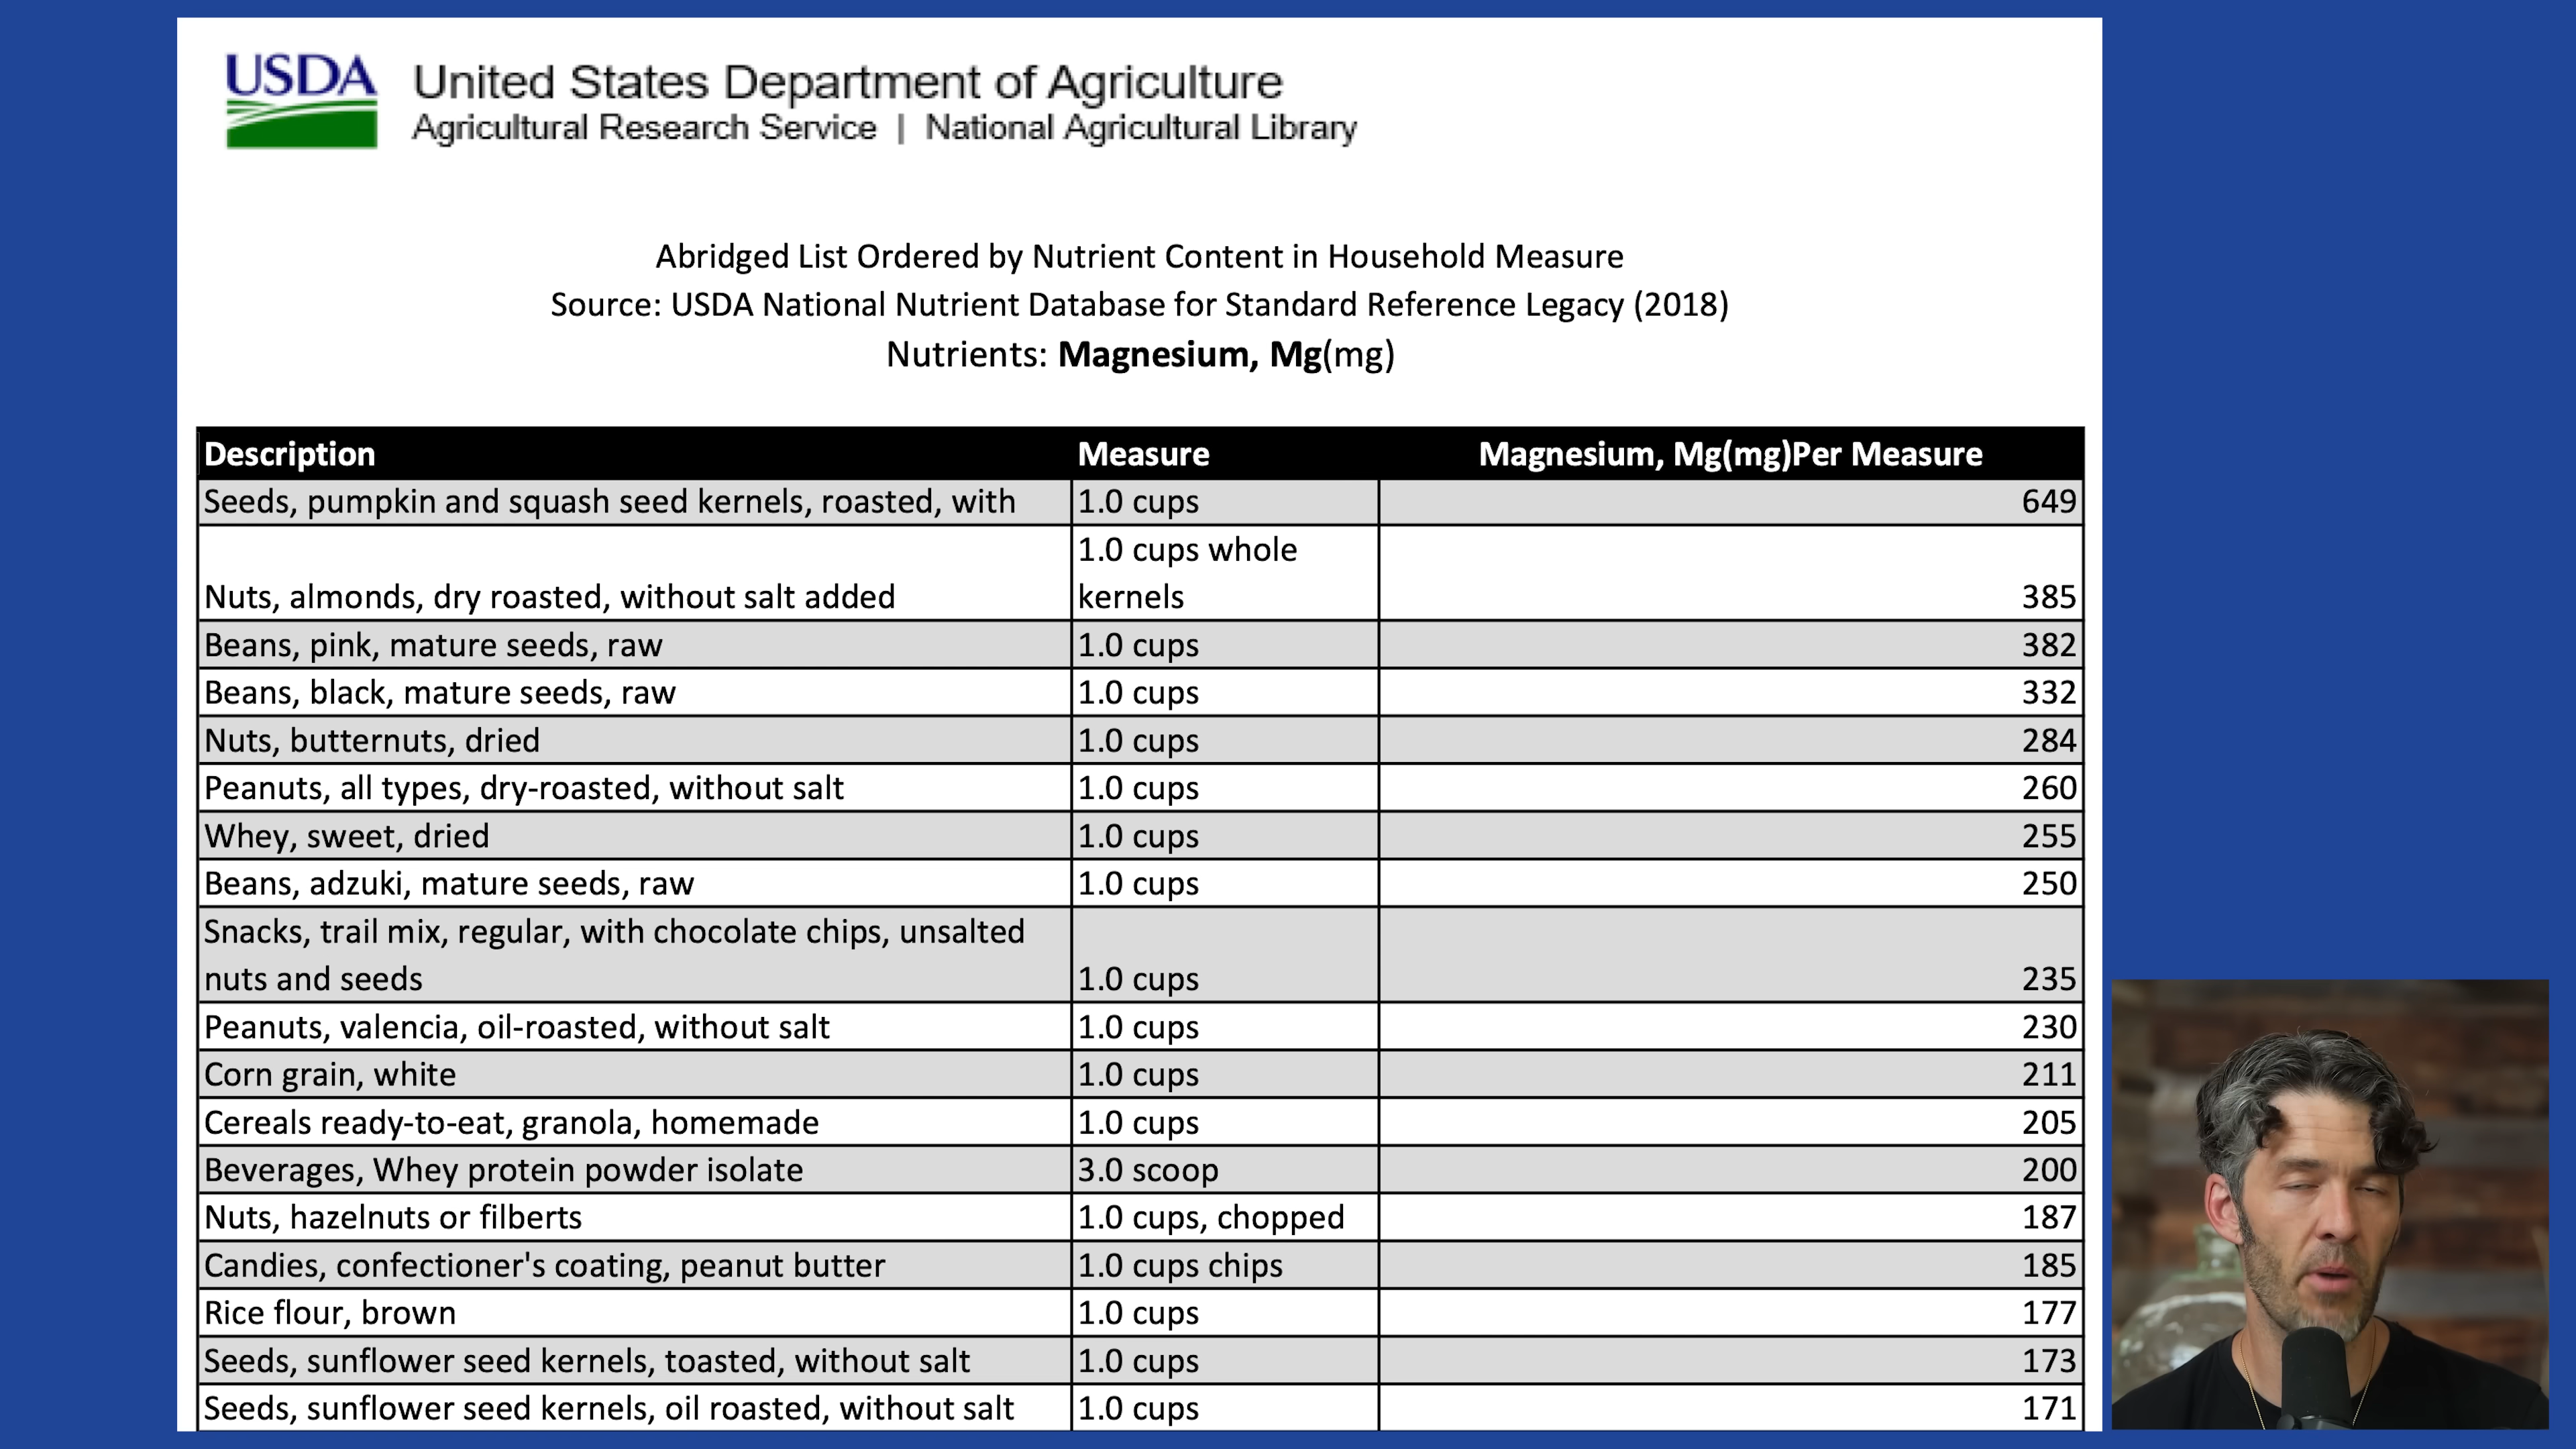 USDA
United States Department of Agriculture
Agricultural Research Service | National Agricultural Library
Abridged List Ordered by Nutrient Content in Household Measure
Source: USDA National Nutrient Database for Standard Reference Legacy (2018)
Nutrients: Magnesium, Mg(mg)
Description Measure Magnesium, Mg(mg)Per Measure
Seeds, pumpkin and squash seed kernels, roasted, with 1.0 cups 649
1.0 cups whole
Nuts, almonds, dry roasted, without salt added kernels 385
Beans, pink, mature seeds, raw 1.0 cups 382
Beans, black, mature seeds, raw 1.0 cups 332
Nuts, butternuts, dried 1.0 cups 284
Peanuts, all types, dry-roasted, without salt 1.0 cups 260
Whey, sweet, dried 1.0 cups 255
Beans, adzuki, mature seeds, raw 1.0 cups 250
Snacks, trail mix, regular, with chocolate chips, unsalted
nuts and seeds 1.0 cups 235
Peanuts, valencia, oil-roasted, without salt 1.0 cups 230
Corn grain, white 1.0 cups 211
Cereals ready-to-eat, granola, homemade 1.0 cups 205
Beverages, Whey protein powder isolate 3.0 scoop 200
Nuts, hazelnuts or filberts 1.0 cups, chopped 187
Candies, confectioner's coating, peanut butter 1.0 cups chips 185
Rice flour, brown 1.0 cups 177
Seeds, sunflower seed kernels, toasted, without salt 1.0 cups 173
Seeds, sunflower seed kernels, oil roasted, without salt 1.0 cups 171